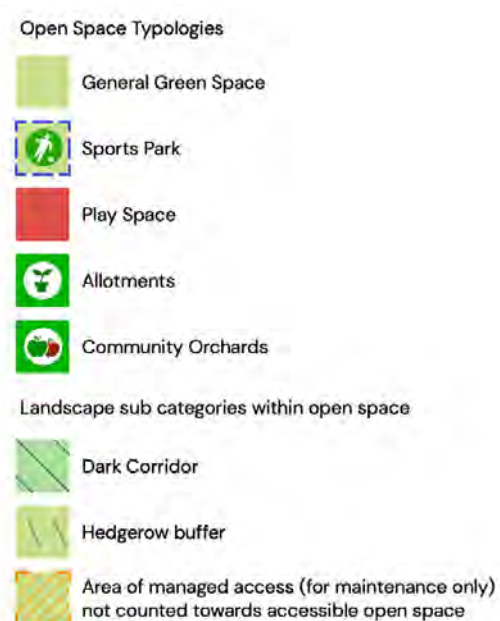 Open Space Typologies
General Green Space
Sports Park
Play Space
Allotments
Community Orchards
Landscape sub categories within open space
Dark Corridor
Hedgerow buffer
Area of managed access (for maintenance only)
not counted towards accessible open space